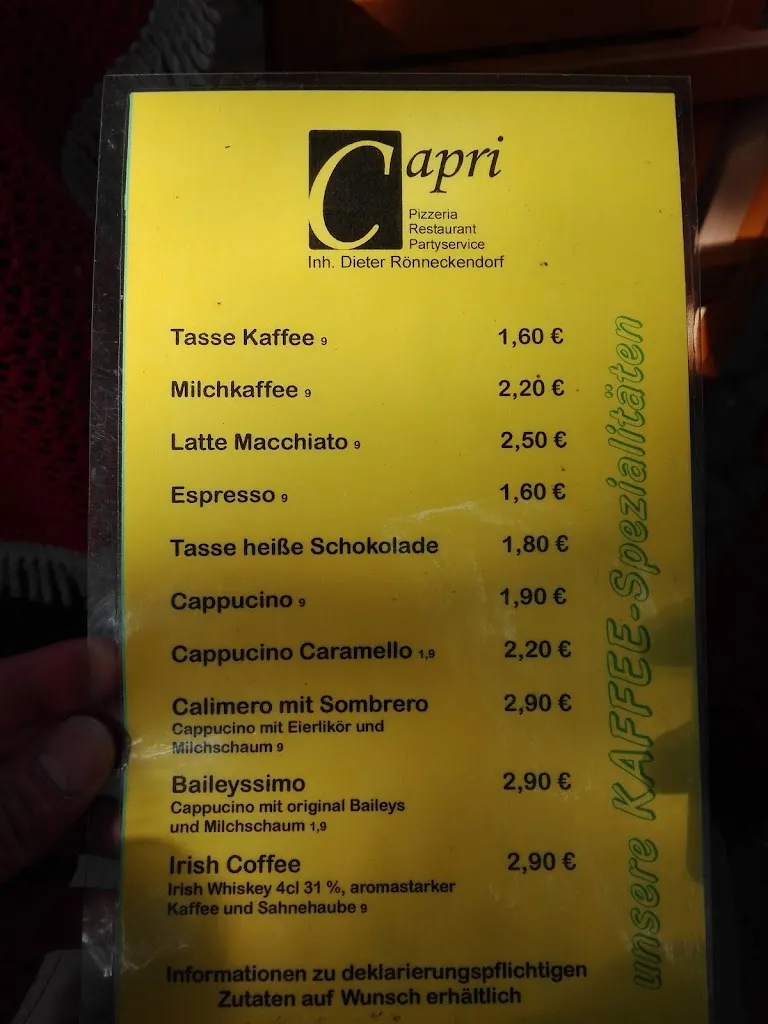 Capri
Pizzeria
Restaurant
Partyservice
Inh. Dieter Rönneckendorf
Tasse Kaffee 9 1,60 €
Milchkaffee 9 2,20 €
Latte Macchiato 9 2,50 €
Espresso 9 1,60 €
Tasse heiße Schokolade 1,80 €
Cappucino 9 1,90 €
Cappucino Caramello 1,9 2,20 €
Calimero mit Sombrero 2,90 €
Cappucino mit Eierlikör und
Milchschaum 9
Baileyssimo 2,90 €
Cappucino mit original Baileys
und Milchschaum 1,9
Irish Coffee 2,90 €
Irish Whiskey 4cl 31 %, aromastarker
Kaffee und Sahnehaube 9
Informationen zu deklarierungspflichtigen
Zutaten auf Wunsch erhältlich
unsere KAFFEE-Spezialitäten